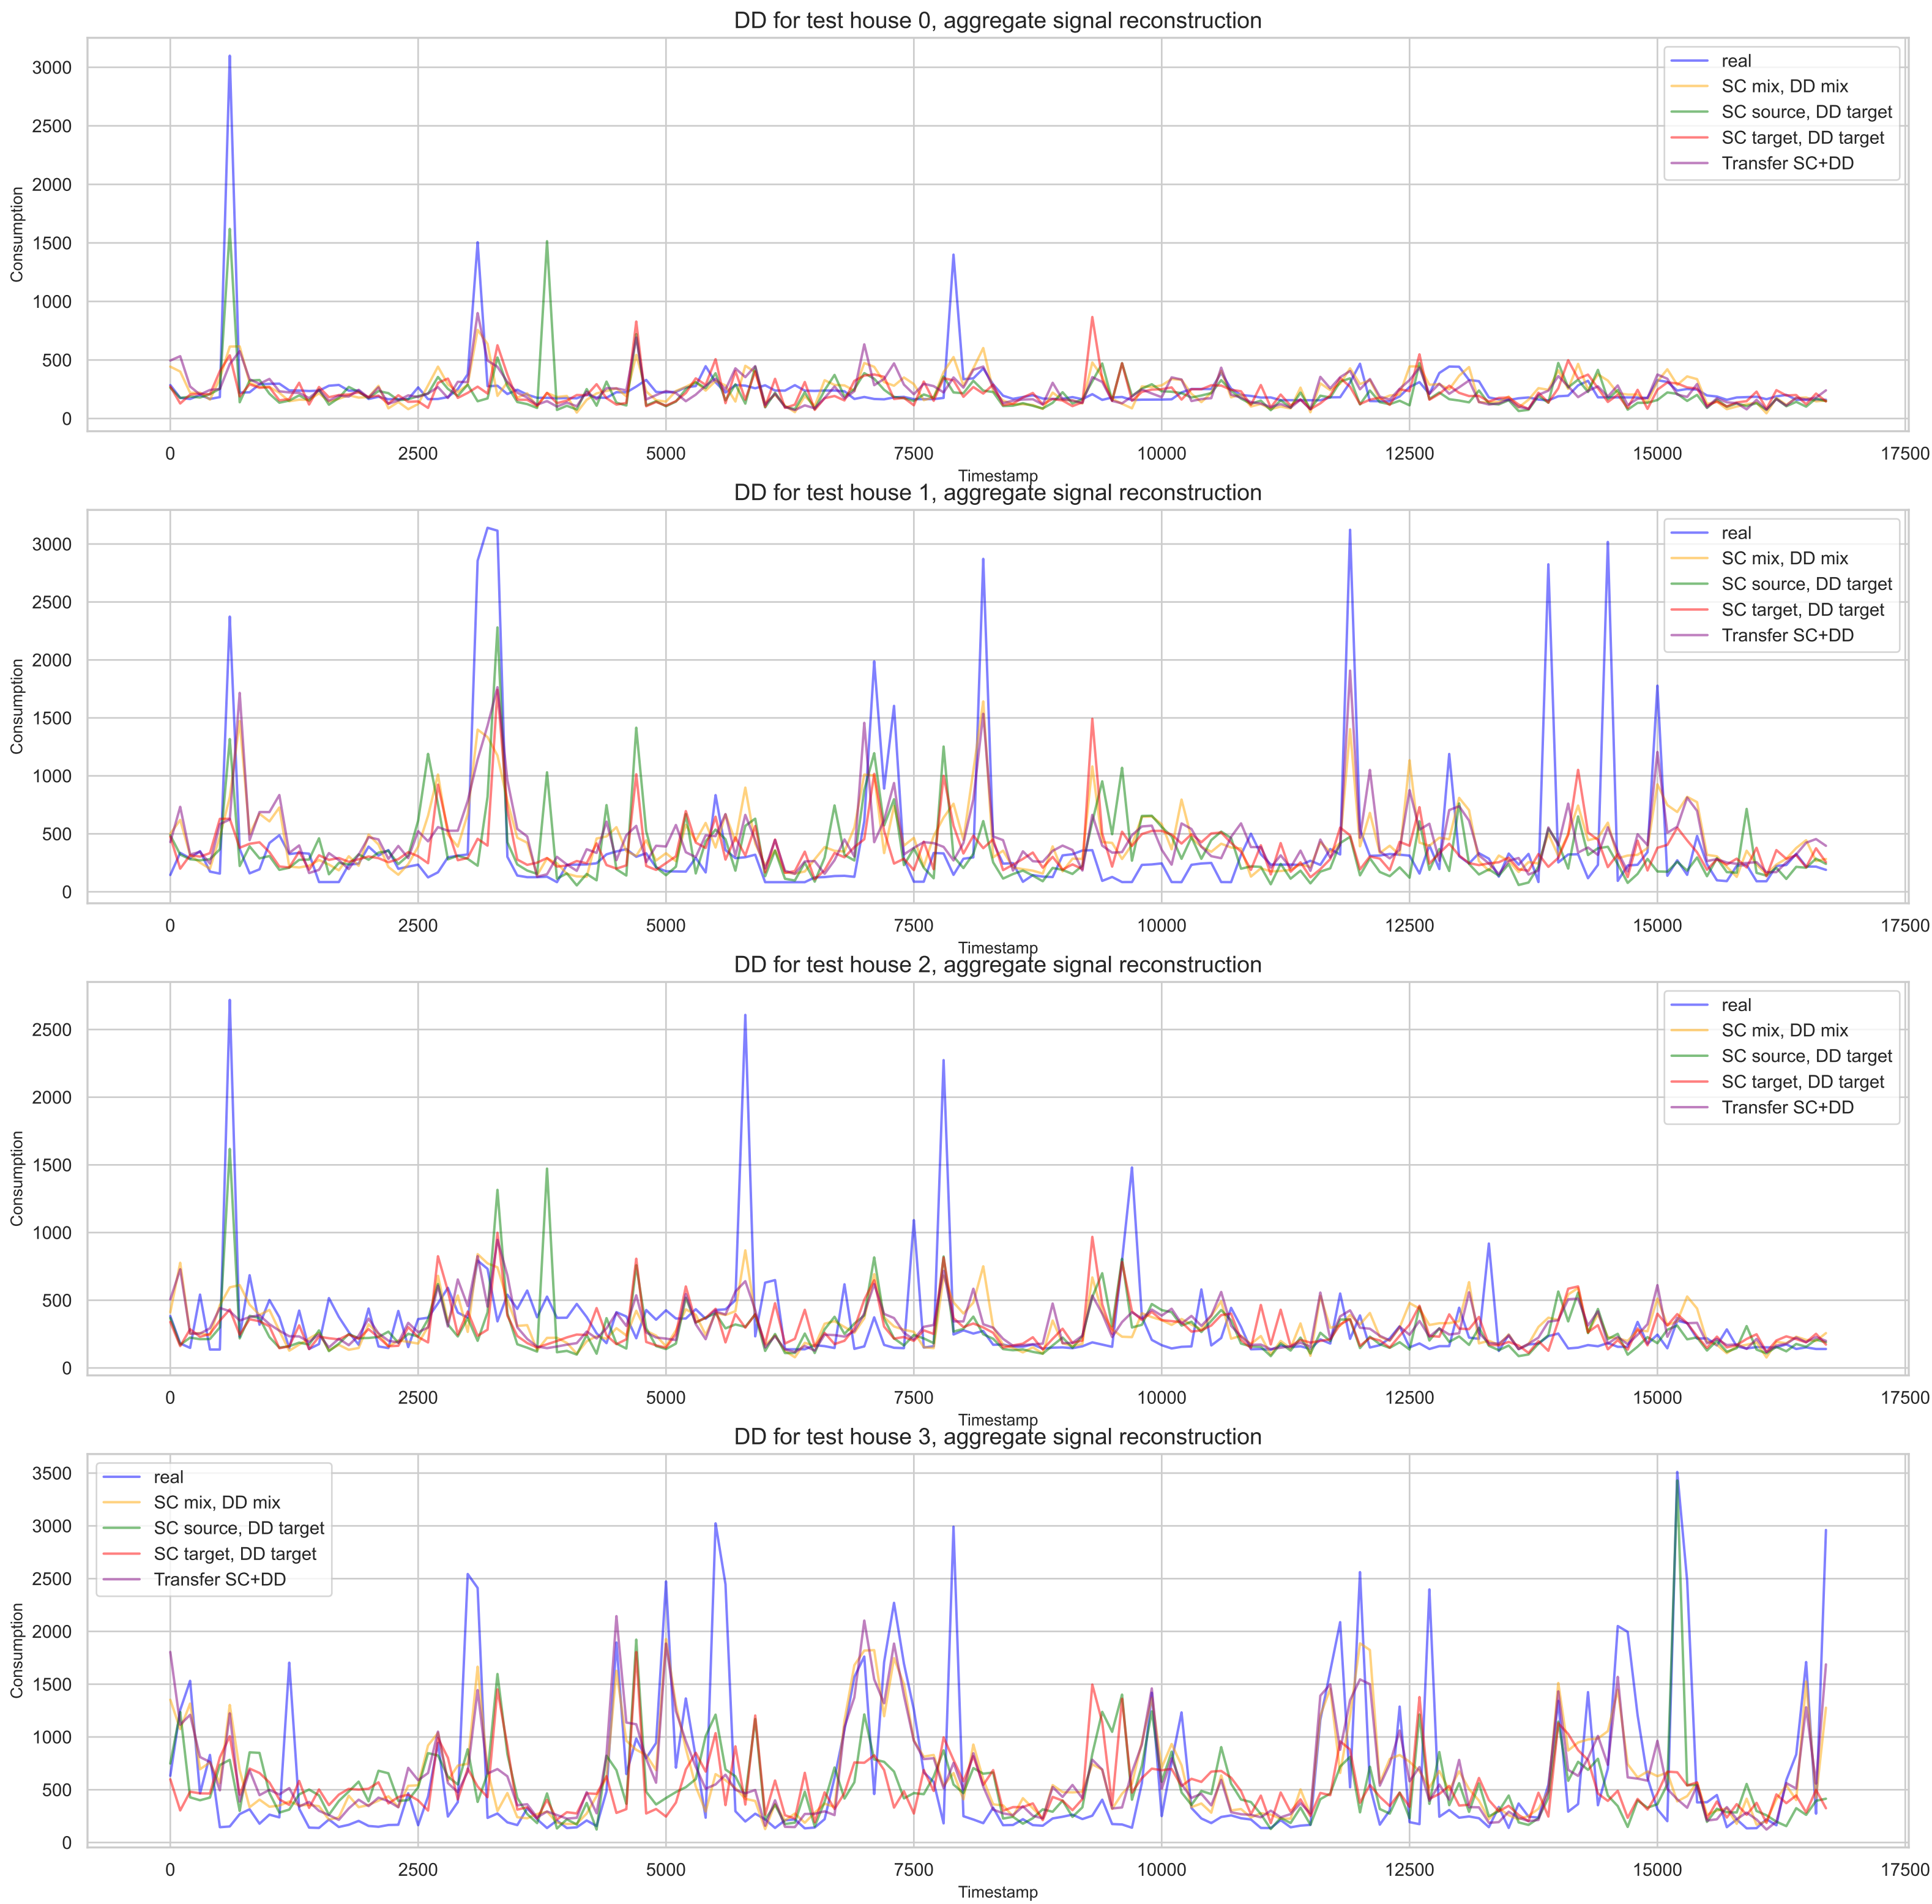 DD for test house 0, aggregate signal reconstruction
real
SC mix, DD mix
SC source, DD target
SC target, DD target
Transfer SC+DD
Consumption
3000
2500
2000
1500
1000
500
0
0 2500 5000 7500 10000 12500 15000 17500
Timestamp
DD for test house 1, aggregate signal reconstruction
real
SC mix, DD mix
SC source, DD target
SC target, DD target
Transfer SC+DD
Consumption
3000
2500
2000
1500
1000
500
0
0 2500 5000 7500 10000 12500 15000 17500
Timestamp
DD for test house 2, aggregate signal reconstruction
real
SC mix, DD mix
SC source, DD target
SC target, DD target
Transfer SC+DD
Consumption
2500
2000
1500
1000
500
0
0 2500 5000 7500 10000 12500 15000 17500
Timestamp
DD for test house 3, aggregate signal reconstruction
real
SC mix, DD mix
SC source, DD target
SC target, DD target
Transfer SC+DD
Consumption
3500
3000
2500
2000
1500
1000
500
0
0 2500 5000 7500 10000 12500 15000 17500
Timestamp